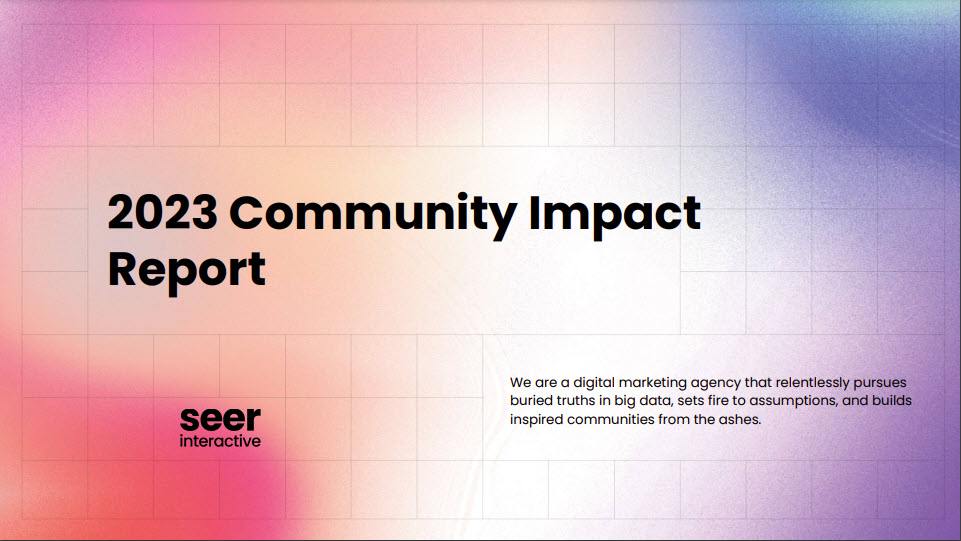 2023 Community Impact
Report
We are a digital marketing agency that relentlessly pursues
buried truths in big data, sets fire to assumptions, and builds
inspired communities from the ashes.
seer
interactive